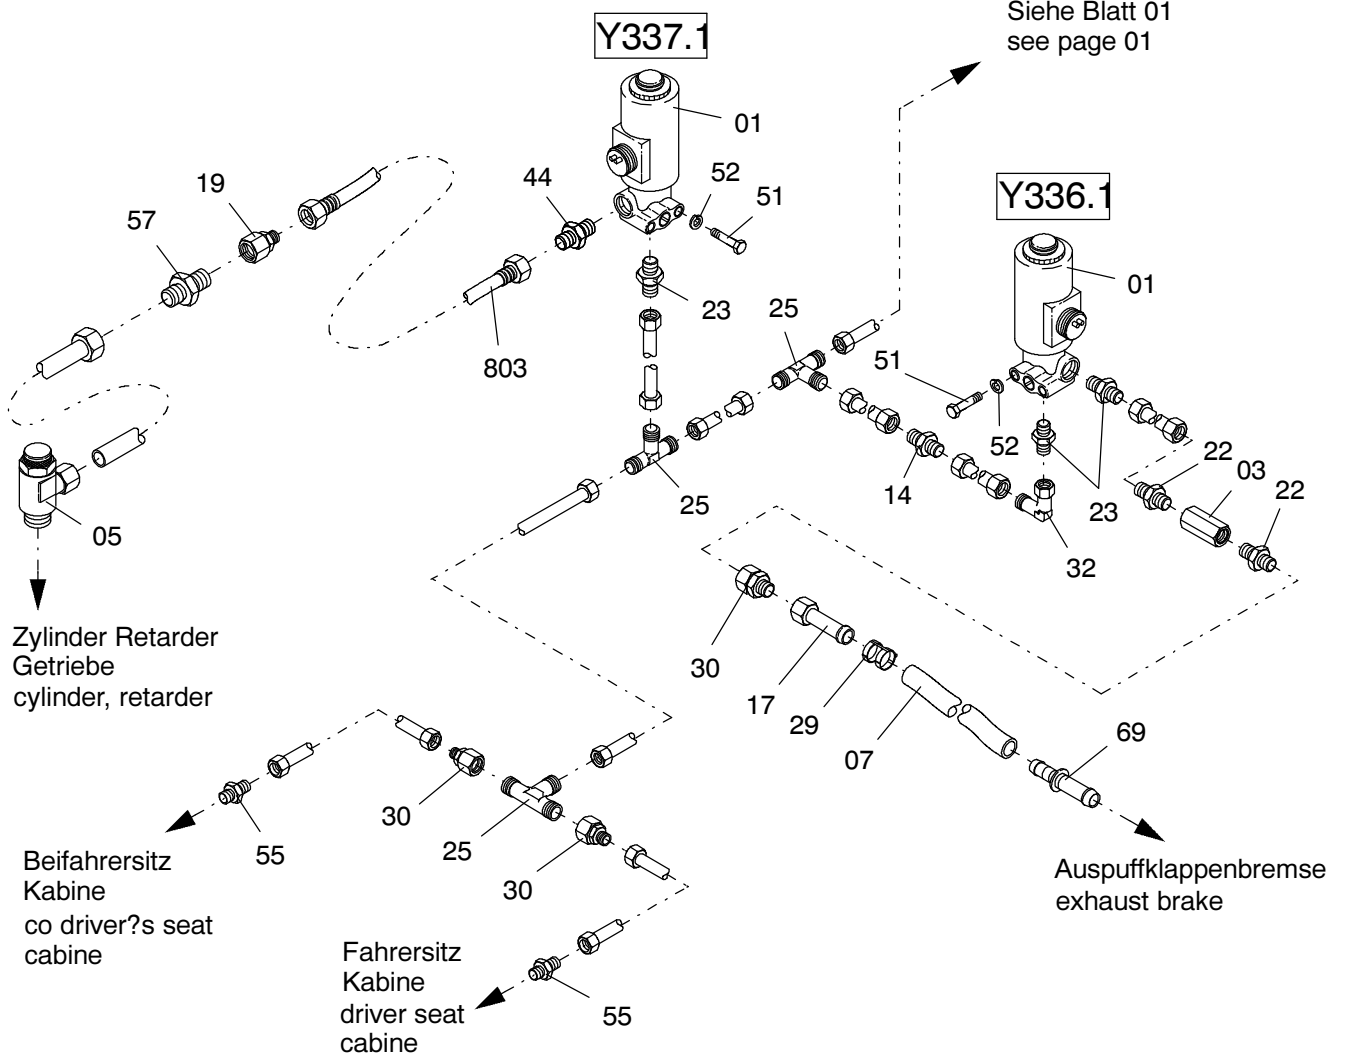 Siehe Blatt 01
see page 01
Y337.1
01
52
51
44
19
57
Y336.1
01
23
25
803
51
52
22
03
22
14
23
25
32
05
Zylinder Retarder
Getriebe
cylinder, retarder
30
17
29
07
69
30
25
30
55
Beifahrersitz
Kabine
co driver?s seat
cabine
Auspuffklappenbremse
exhaust brake
Fahrersitz
Kabine
driver seat
cabine
55